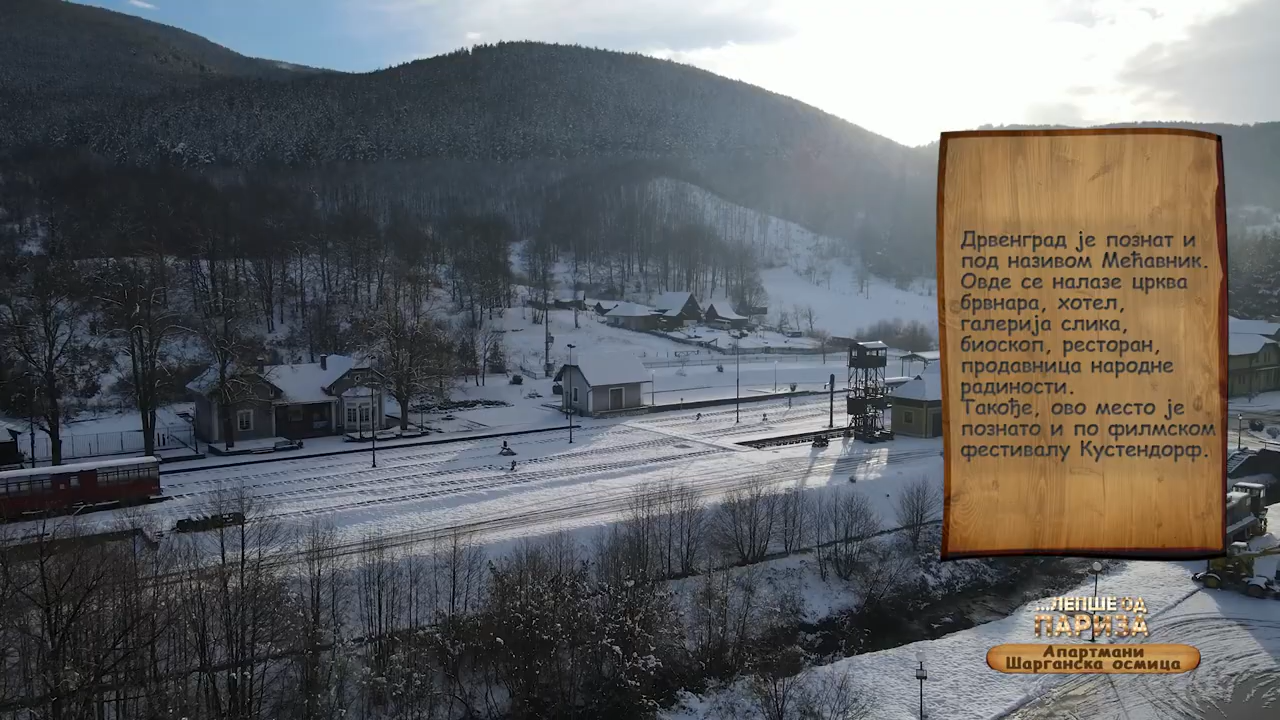 Дрвенград је познат и
под називом Мећавник.
Овде се налазе црква
брвнара, хотел,
галерија слика,
биоскоп, ресторан,
продавница народне
радиности.
Такође, ово место је
познато и по филмском
фестивалу Кустендорф.
...ЛЕПШЕ ОД
ПАРИЗА
Апартмани
Шарганска осмица